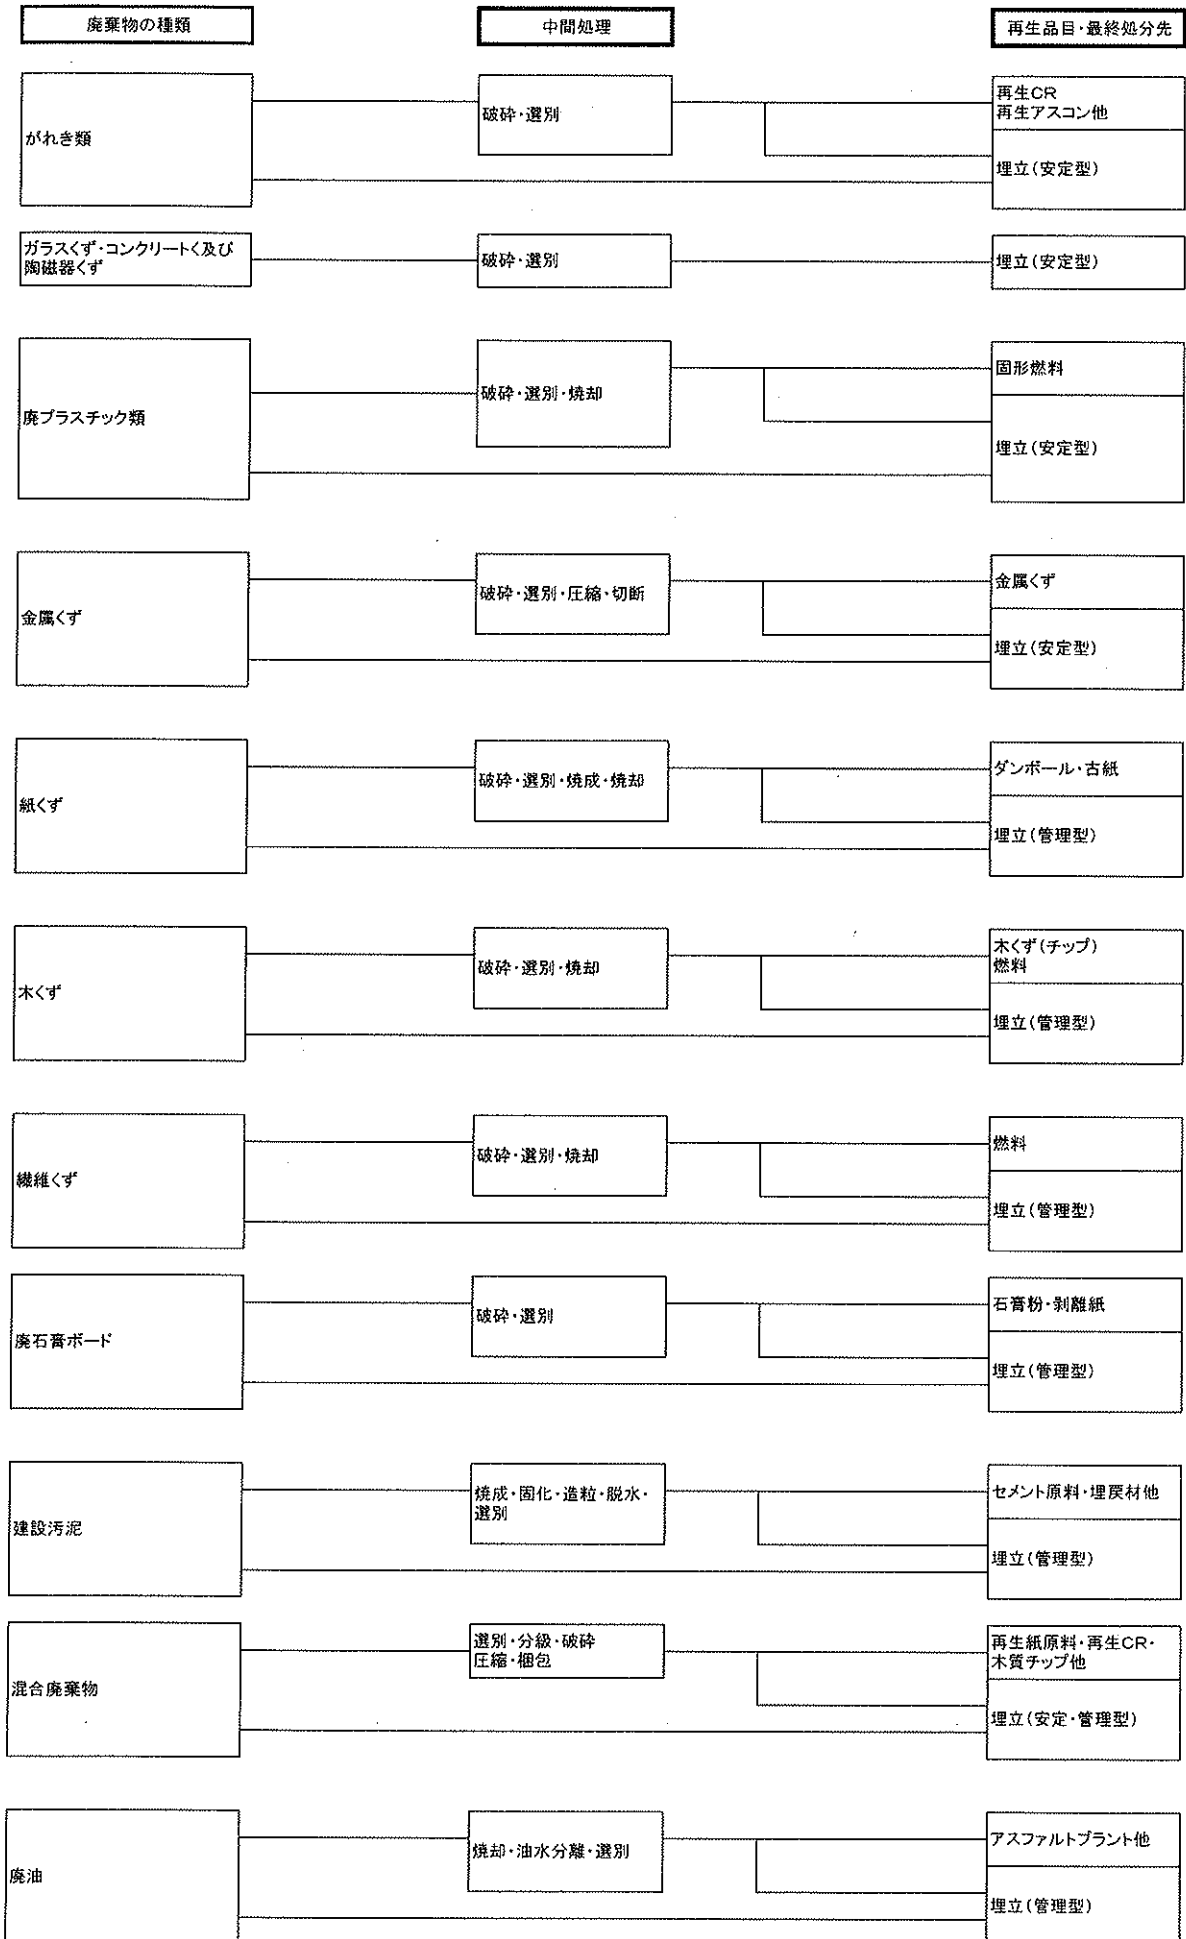 廃棄物の種類
中間処理
再生品目・最終処分先
がれき類
破砕・選別
再生CR
再生アスコン他
埋立(安定型)
ガラスくず・コンクリートく及び
陶磁器くず
破砕・選別
埋立(安定型)
廃プラスチック類
破砕・選別・焼却
固形燃料
埋立(安定型)
金属くず
破砕・選別・圧縮・切断
金属くず
埋立(安定型)
紙くず
破砕・選別・焼成・焼却
ダンボール・古紙
埋立(管理型)
木くず
破砕・選別・焼却
木くず(チップ)
燃料
埋立(管理型)
繊維くず
破砕・選別・焼却
燃料
埋立(管理型)
廃石膏ボード
破砕・選別
石膏粉・剥離紙
埋立(管理型)
建設汚泥
焼成・固化・造粒・脱水・
選別
セメント原料・埋戻材他
埋立(管理型)
混合廃棄物
選別・分級・破砕
圧縮・梱包
再生紙原料・再生CR・
木質チップ他
埋立(安定・管理型)
廃油
焼却・油水分離・選別
アスファルトプラント他
埋立(管理型)